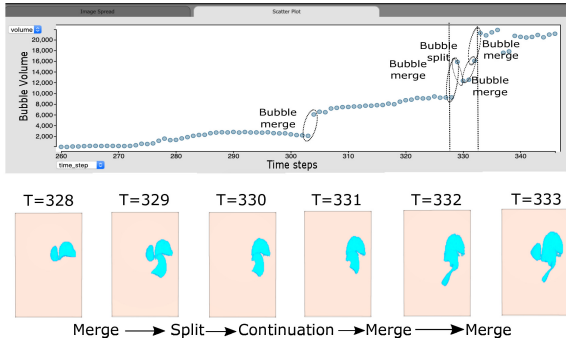 Image Spread
Scatter Plot
volume
Bubble Volume
20,000
18,000
16,000
14,000
12,000
10,000
8,000
6,000
4,000
2,000
Bubble
merge
Bubble
merge
Bubble
split
Bubble
merge
Bubble
merge
260
270
280
290
300
310
320
330
340
time_step
Time steps
T=328
T=329
T=330
T=331
T=332
T=333
Merge
Split
Continuation
Merge
Merge